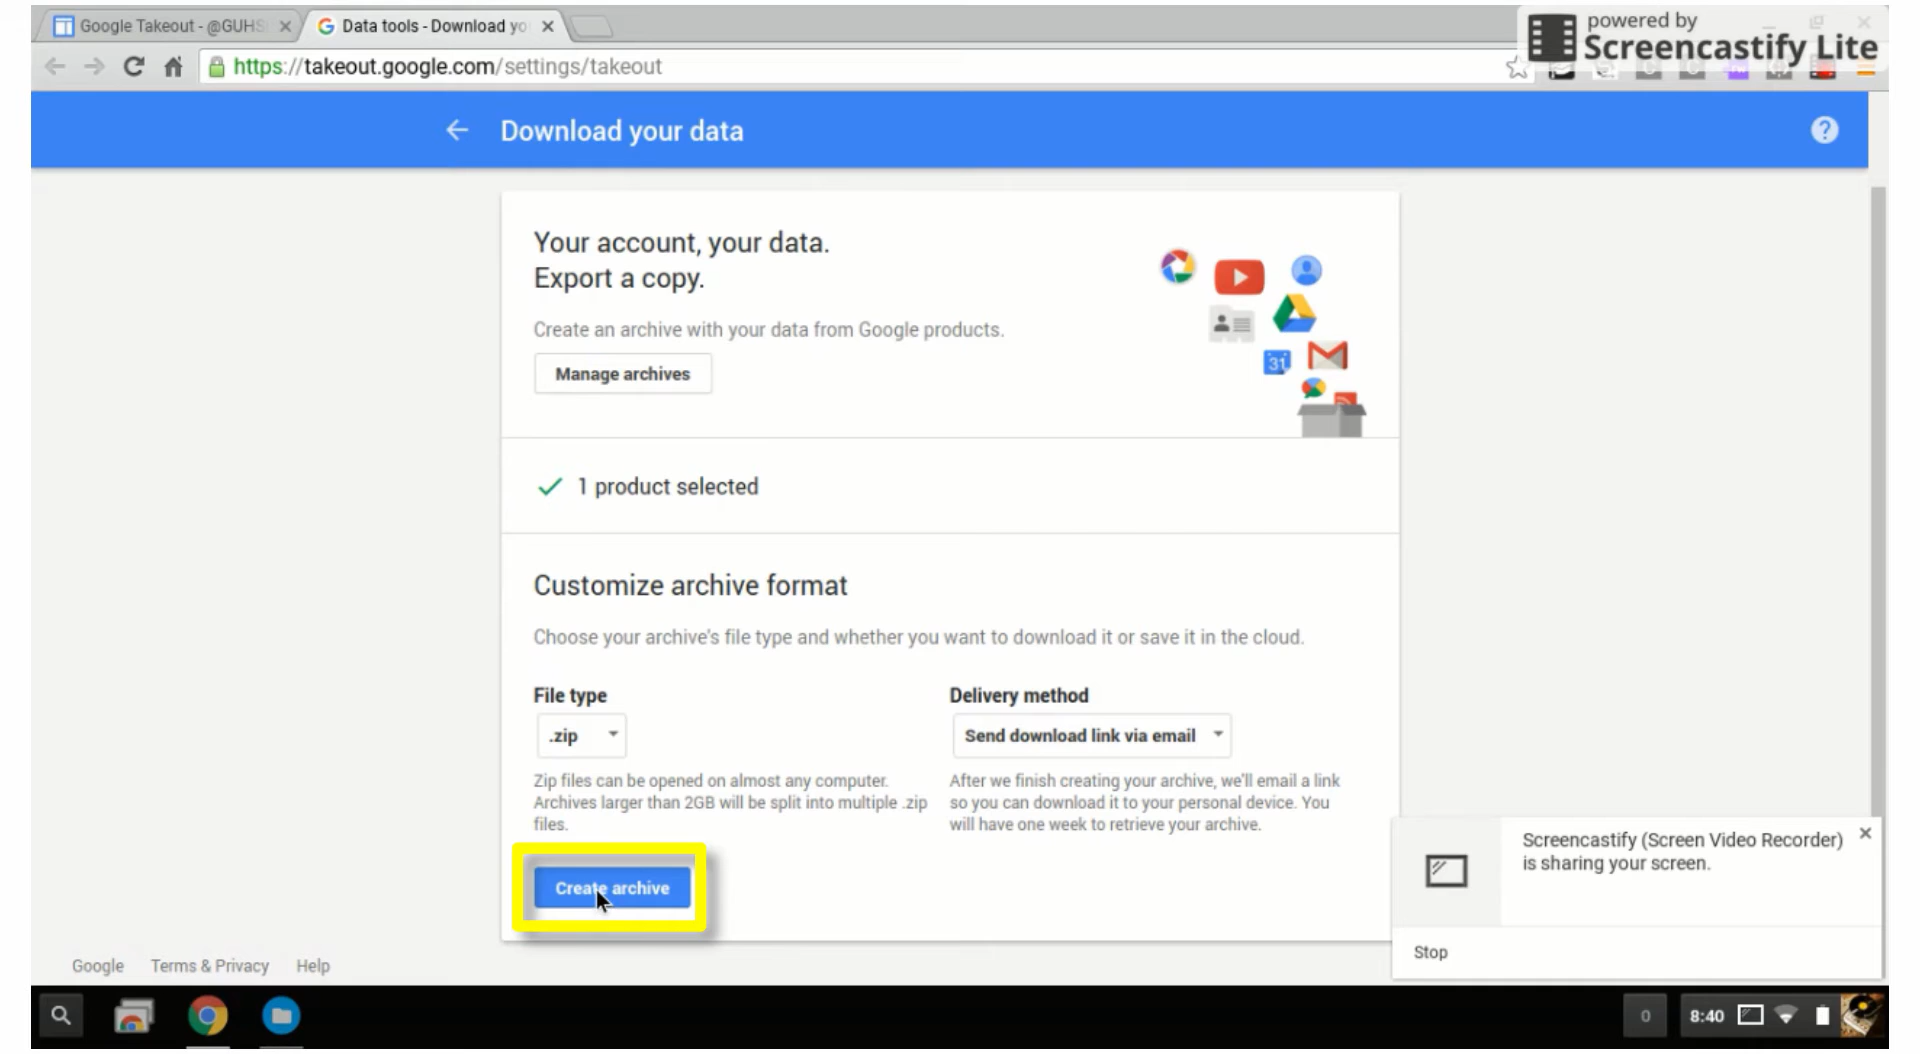 Google Takeout - @GUHS
Data tools - Download yo
powered by
Screencastify Lite
https://takeout.google.com/settings/takeout
Download your data
?
Your account, your data.
Export a copy.
Create an archive with your data from Google products.
Manage archives
31
1 product selected
Customize archive format
Choose your archive's file type and whether you want to download it or save it in the cloud.
File type
.zip
Zip files can be opened on almost any computer.
Archives larger than 2GB will be split into multiple .zip
files.
Delivery method
Send download link via email
After we finish creating your archive, we'll email a link
so you can download it to your personal device. You
will have one week to retrieve your archive.
Create archive
Screencastify (Screen Video Recorder)
is sharing your screen.
Stop
Google Terms & Privacy Help
0
8:40